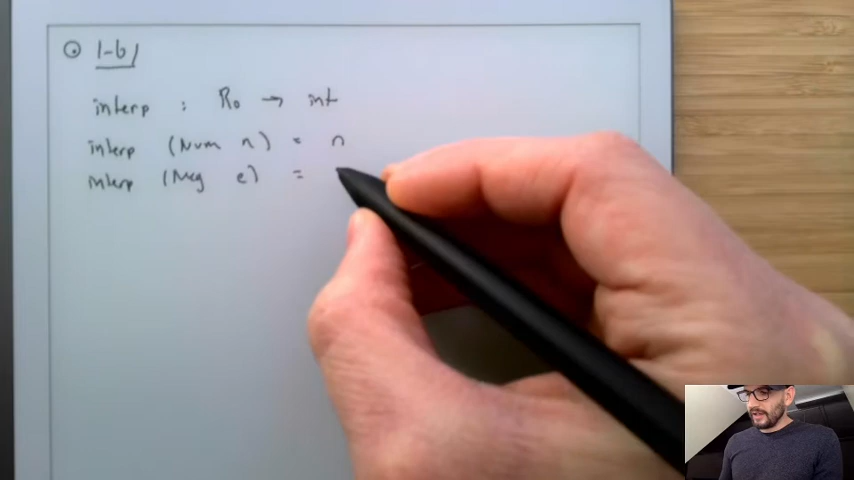 ⊙ 1-6/
interp : R₀ → int
interp (Num n) = n
interp (Neg e) =